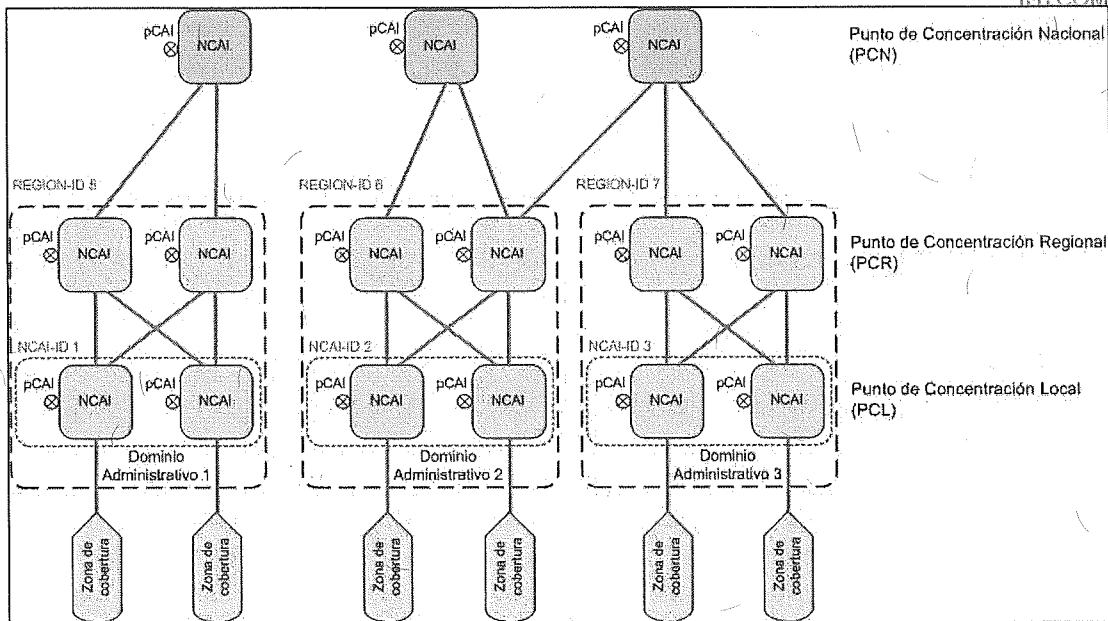 pCAI
NCAI
pCAI
NCAI
pCAI
NCAI
Punto de Concentración Nacional
(PCN)
REGION-ID 5
REGION-ID 6
REGION-ID 7
pCAI
NCAI
pCAI
NCAI
pCAI
NCAI
pCAI
NCAI
pCAI
NCAI
pCAI
NCAI
Punto de Concentración Regional
(PCR)
NCAI-ID 1
NCAI-ID 2
NCAI-ID 3
pCAI
NCAI
pCAI
NCAI
pCAI
NCAI
pCAI
NCAI
pCAI
NCAI
pCAI
NCAI
Punto de Concentración Local
(PCL)
Dominio
Administrativo 1
Dominio
Administrativo 2
Dominio
Administrativo 3
Zona de
cobertura
Zona de
cobertura
Zona de
cobertura
Zona de
cobertura
Zona de
cobertura
Zona de
cobertura